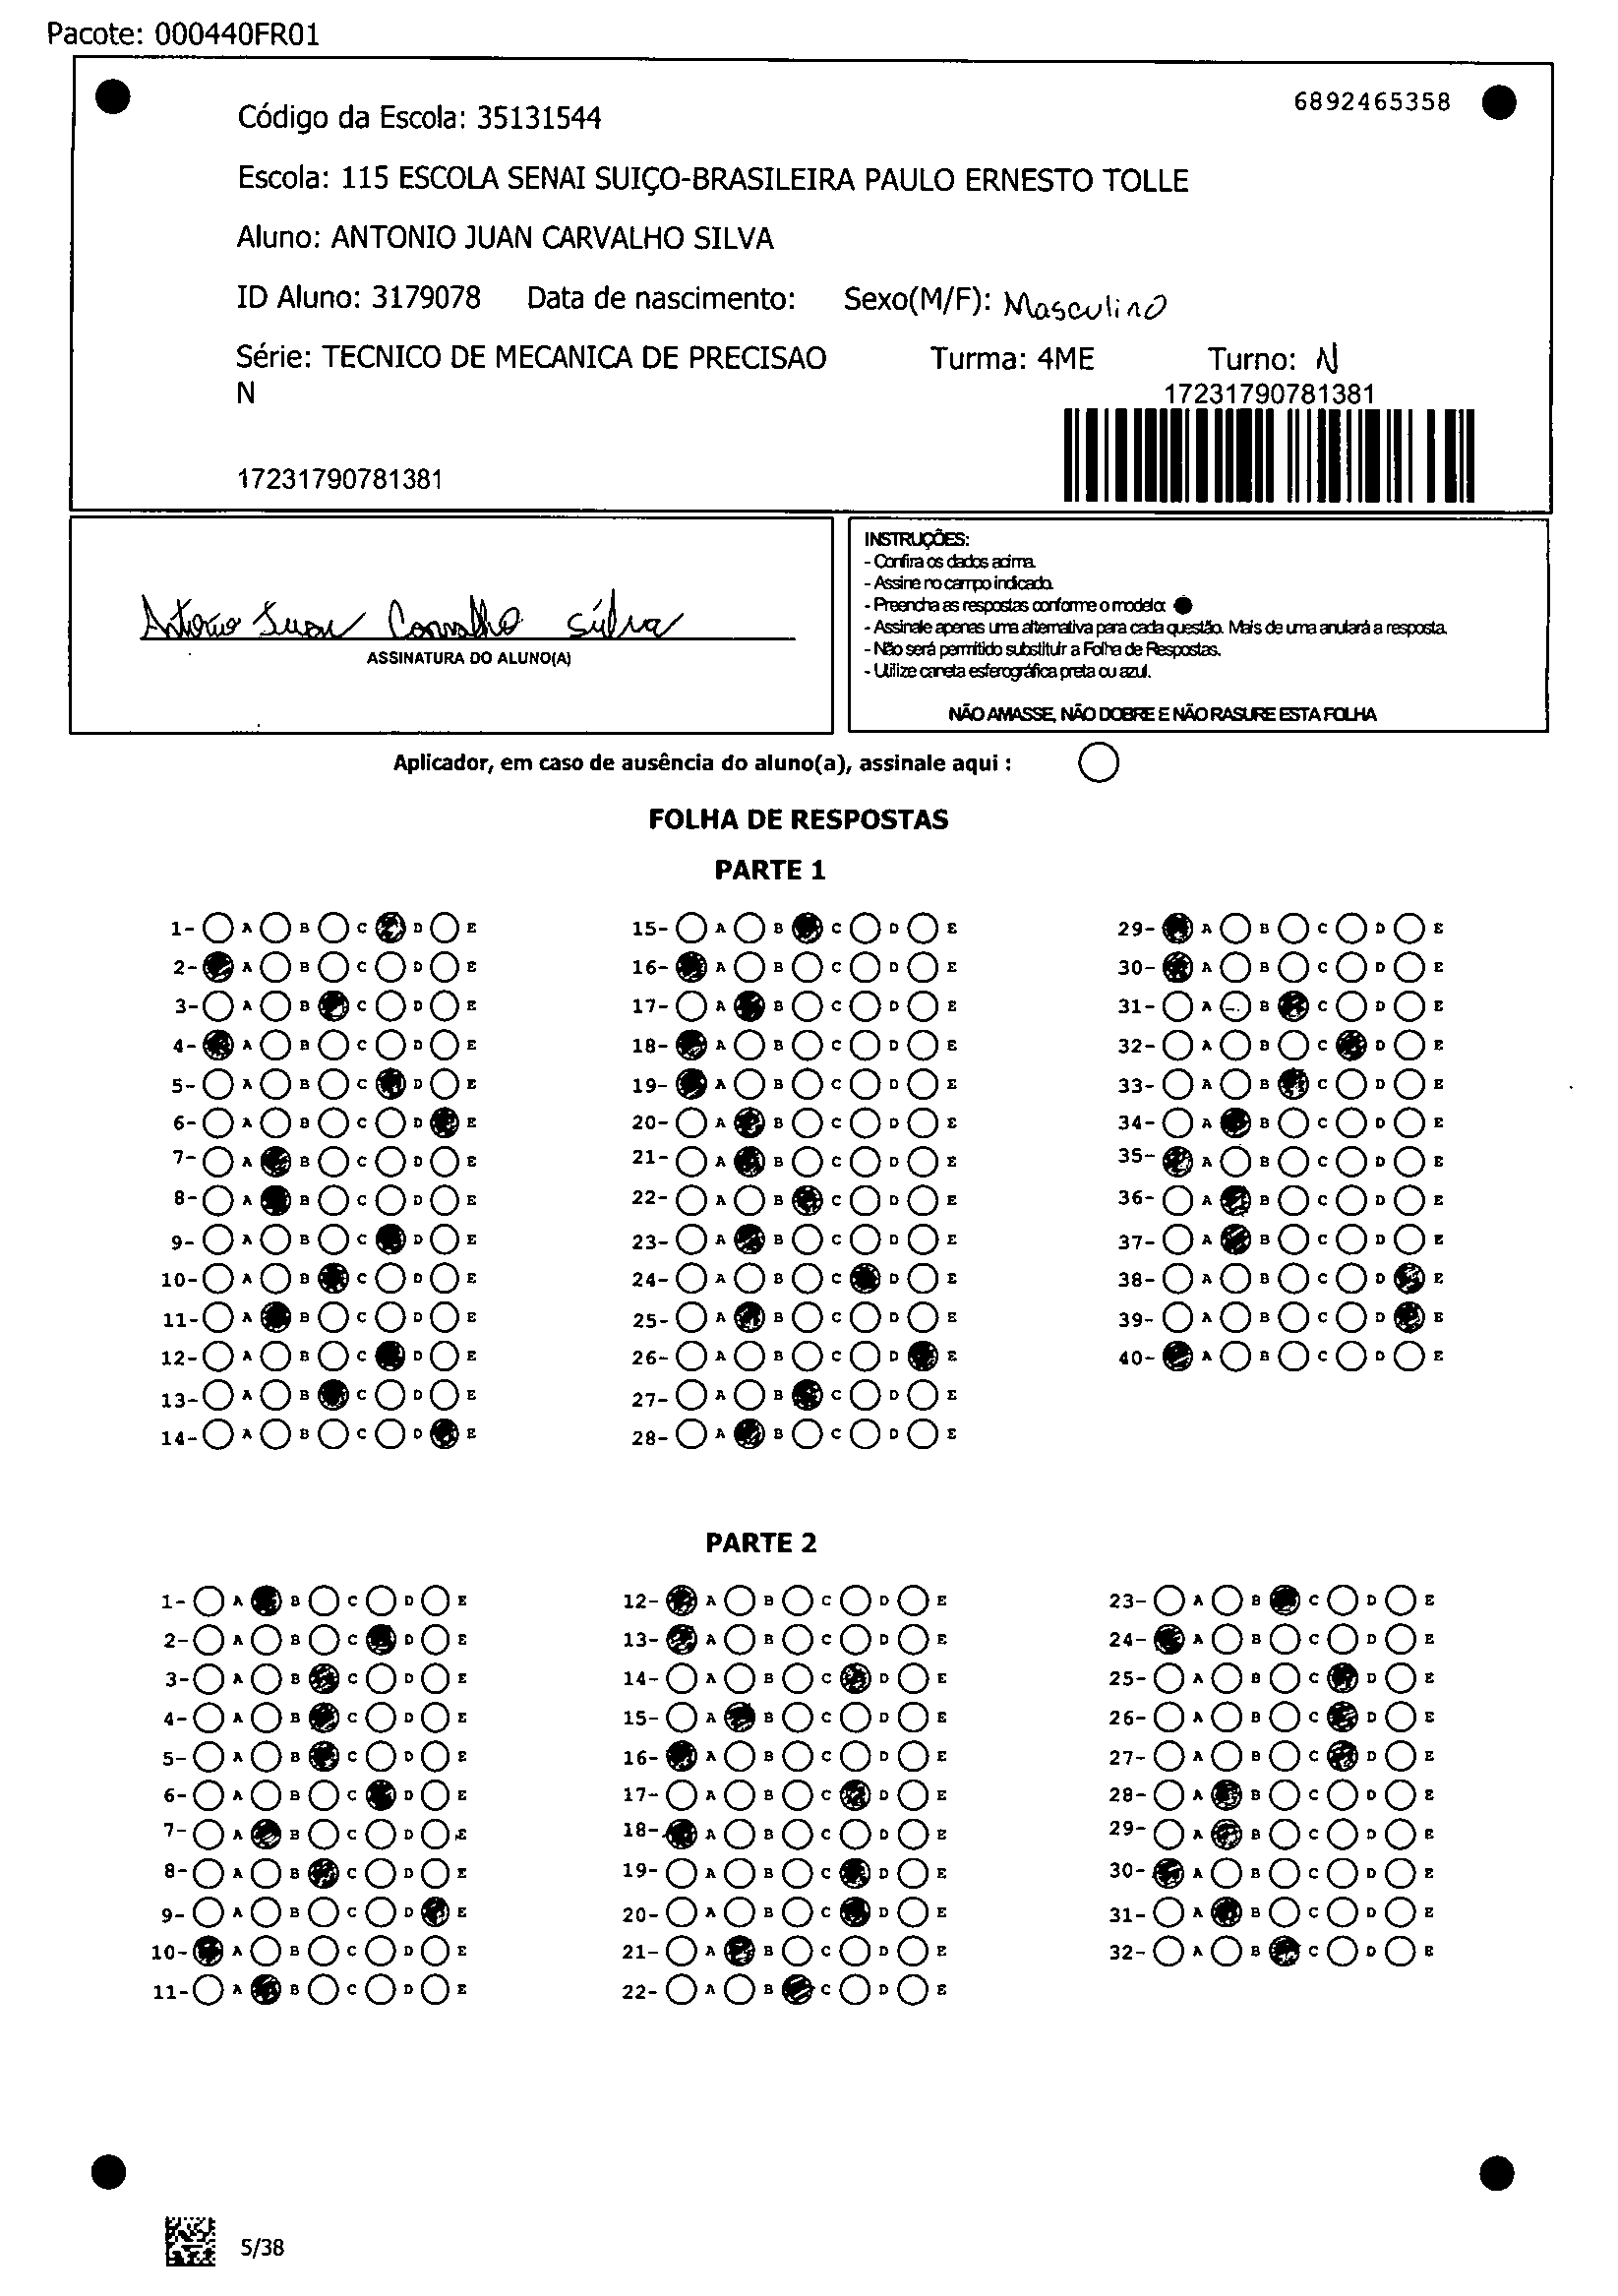 Pacote: 000440FR01
6892465358
Código da Escola: 35131544
Escola: 115 ESCOLA SENAI SUIÇO-BRASILEIRA PAULO ERNESTO TOLLE
Aluno: ANTONIO JUAN CARVALHO SILVA
ID Aluno: 3179078 Data de nascimento: Sexo(M/F): Masculino
Série: TECNICO DE MECANICA DE PRECISAO Turma: 4ME Turno: N
N
17231790781381
17231790781381
Antonio Juan Carvalho Silva
ASSINATURA DO ALUNO(A)
INSTRUÇÕES:
- Confira os dados acima.
- Assine no campo indicado.
- Preencha as respostas conforme o modelo:
- Assinale apenas uma alternativa para cada questão. Mais de uma anulará a resposta.
- Não será permitido substituir a Folha de Respostas.
- Utilize caneta esferográfica preta ou azul.
NÃO AMASSE, NÃO DOBRE E NÃO RASURE ESTA FOLHA
Aplicador, em caso de ausência do aluno(a), assinale aqui :
FOLHA DE RESPOSTAS
PARTE 1
1- A B C D E 15- A B C D E 29- A B C D E
2- A B C D E 16- A B C D E 30- A B C D E
3- A B C D E 17- A B C D E 31- A B C D E
4- A B C D E 18- A B C D E 32- A B C D E
5- A B C D E 19- A B C D E 33- A B C D E
6- A B C D E 20- A B C D E 34- A B C D E
7- A B C D E 21- A B C D E 35- A B C D E
8- A B C D E 22- A B C D E 36- A B C D E
9- A B C D E 23- A B C D E 37- A B C D E
10- A B C D E 24- A B C D E 38- A B C D E
11- A B C D E 25- A B C D E 39- A B C D E
12- A B C D E 26- A B C D E 40- A B C D E
13- A B C D E 27- A B C D E
14- A B C D E 28- A B C D E
PARTE 2
1- A B C D E 12- A B C D E 23- A B C D E
2- A B C D E 13- A B C D E 24- A B C D E
3- A B C D E 14- A B C D E 25- A B C D E
4- A B C D E 15- A B C D E 26- A B C D E
5- A B C D E 16- A B C D E 27- A B C D E
6- A B C D E 17- A B C D E 28- A B C D E
7- A B C D E 18- A B C D E 29- A B C D E
8- A B C D E 19- A B C D E 30- A B C D E
9- A B C D E 20- A B C D E 31- A B C D E
10- A B C D E 21- A B C D E 32- A B C D E
11- A B C D E 22- A B C D E
5/38